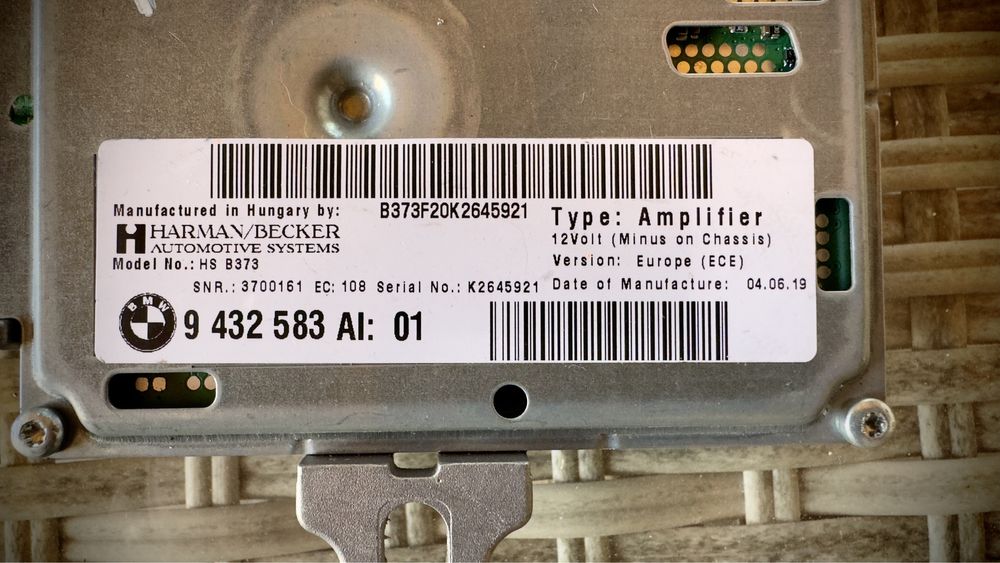 B373F20K2645921
Manufactured in Hungary by:
HARMAN/BECKER
AUTOMOTIVE SYSTEMS
Model No.: HS B373
Type: Amplifier
12Volt (Minus on Chassis)
Version: Europe (ECE)
SNR.: 3700161 EC: 108 Serial No.: K2645921 Date of Manufacture: 04.06.19
BMW
9 432 583 AI: 01